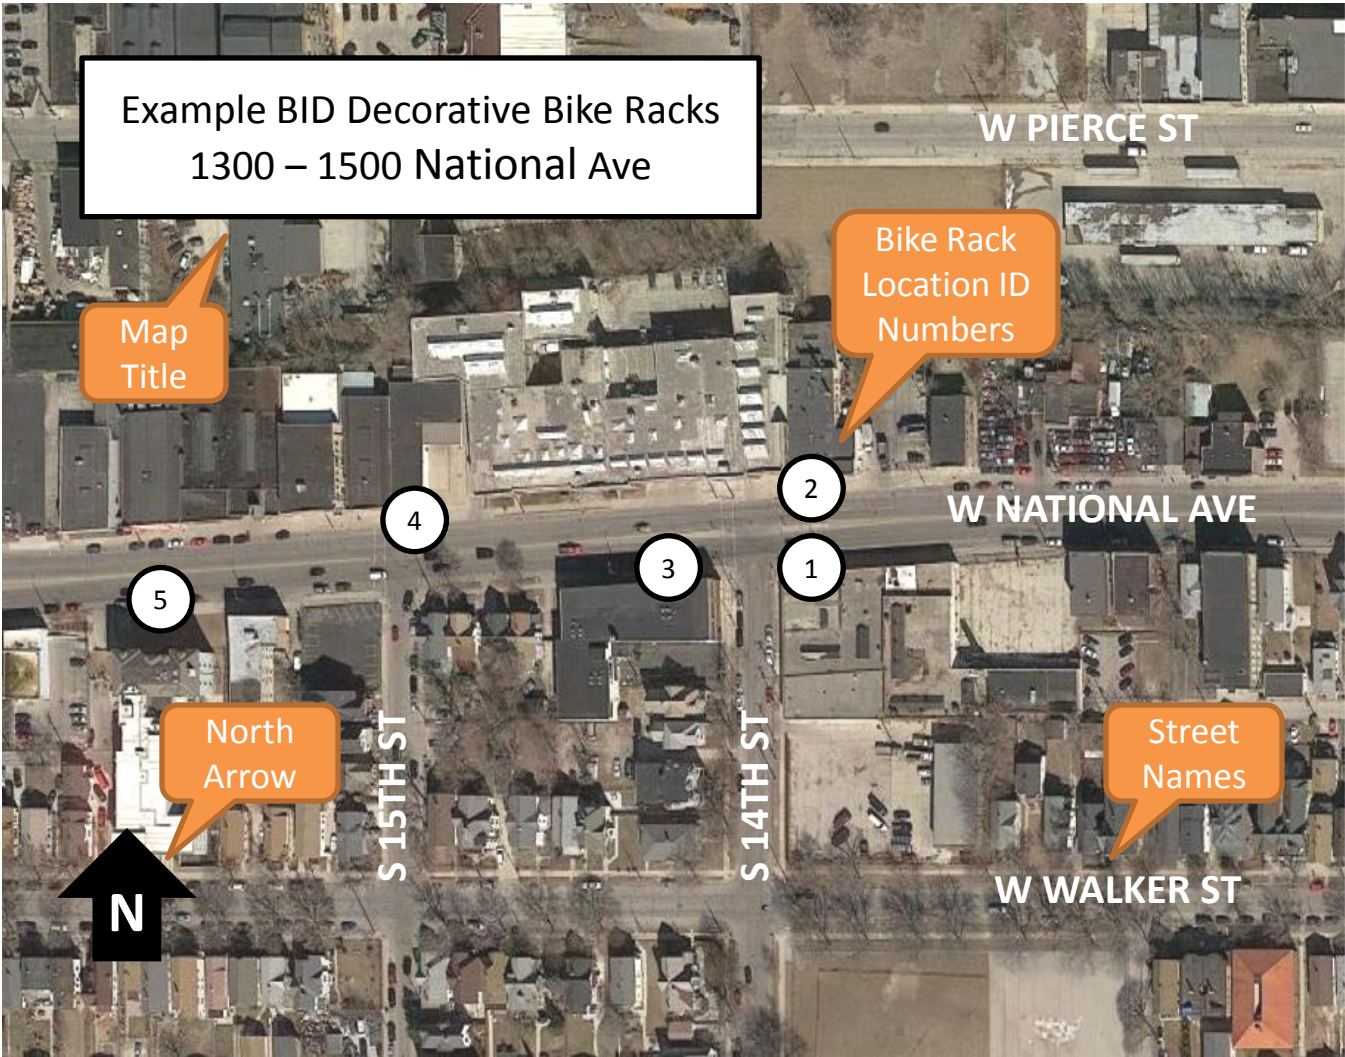 Example BID Decorative Bike Racks
1300 – 1500 National Ave
W PIERCE ST
Bike Rack
Location ID
Numbers
Map
Title
2
W NATIONAL AVE
4
3
1
5
North
Arrow
S 15TH ST
S 14TH ST
Street
Names
W WALKER ST
N